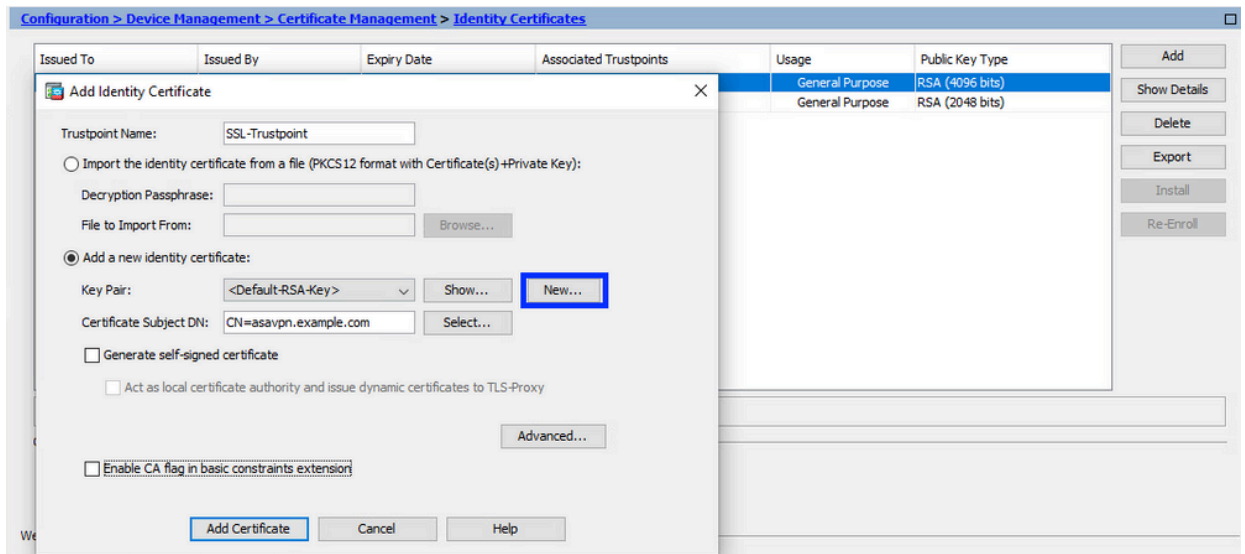 Configuration > Device Management > Certificate Management > Identity Certificates
Issued To Issued By Expiry Date Associated Trustpoints Usage Public Key Type
Add
General Purpose RSA (4096 bits)
Show Details
General Purpose RSA (2048 bits)
Delete
Export
Install
Re-Enroll
Add Identity Certificate
Trustpoint Name: SSL-Trustpoint
Import the identity certificate from a file (PKCS12 format with Certificate(s)+Private Key):
Decryption Passphrase:
File to Import From: Browse...
Add a new identity certificate:
Key Pair: <Default-RSA-Key> Show... New...
Certificate Subject DN: CN=asavpn.example.com Select...
Generate self-signed certificate
Act as local certificate authority and issue dynamic certificates to TLS-Proxy
Advanced...
Enable CA flag in basic constraints extension
Add Certificate Cancel Help
We